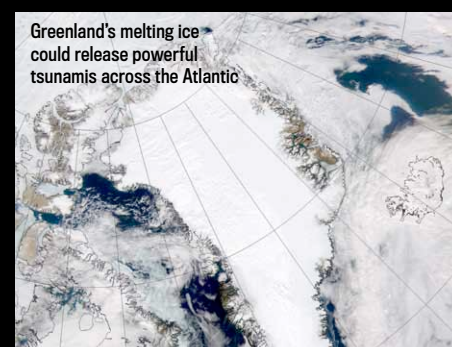 Greenland's melting ice
could release powerful
tsunamis across the Atlantic